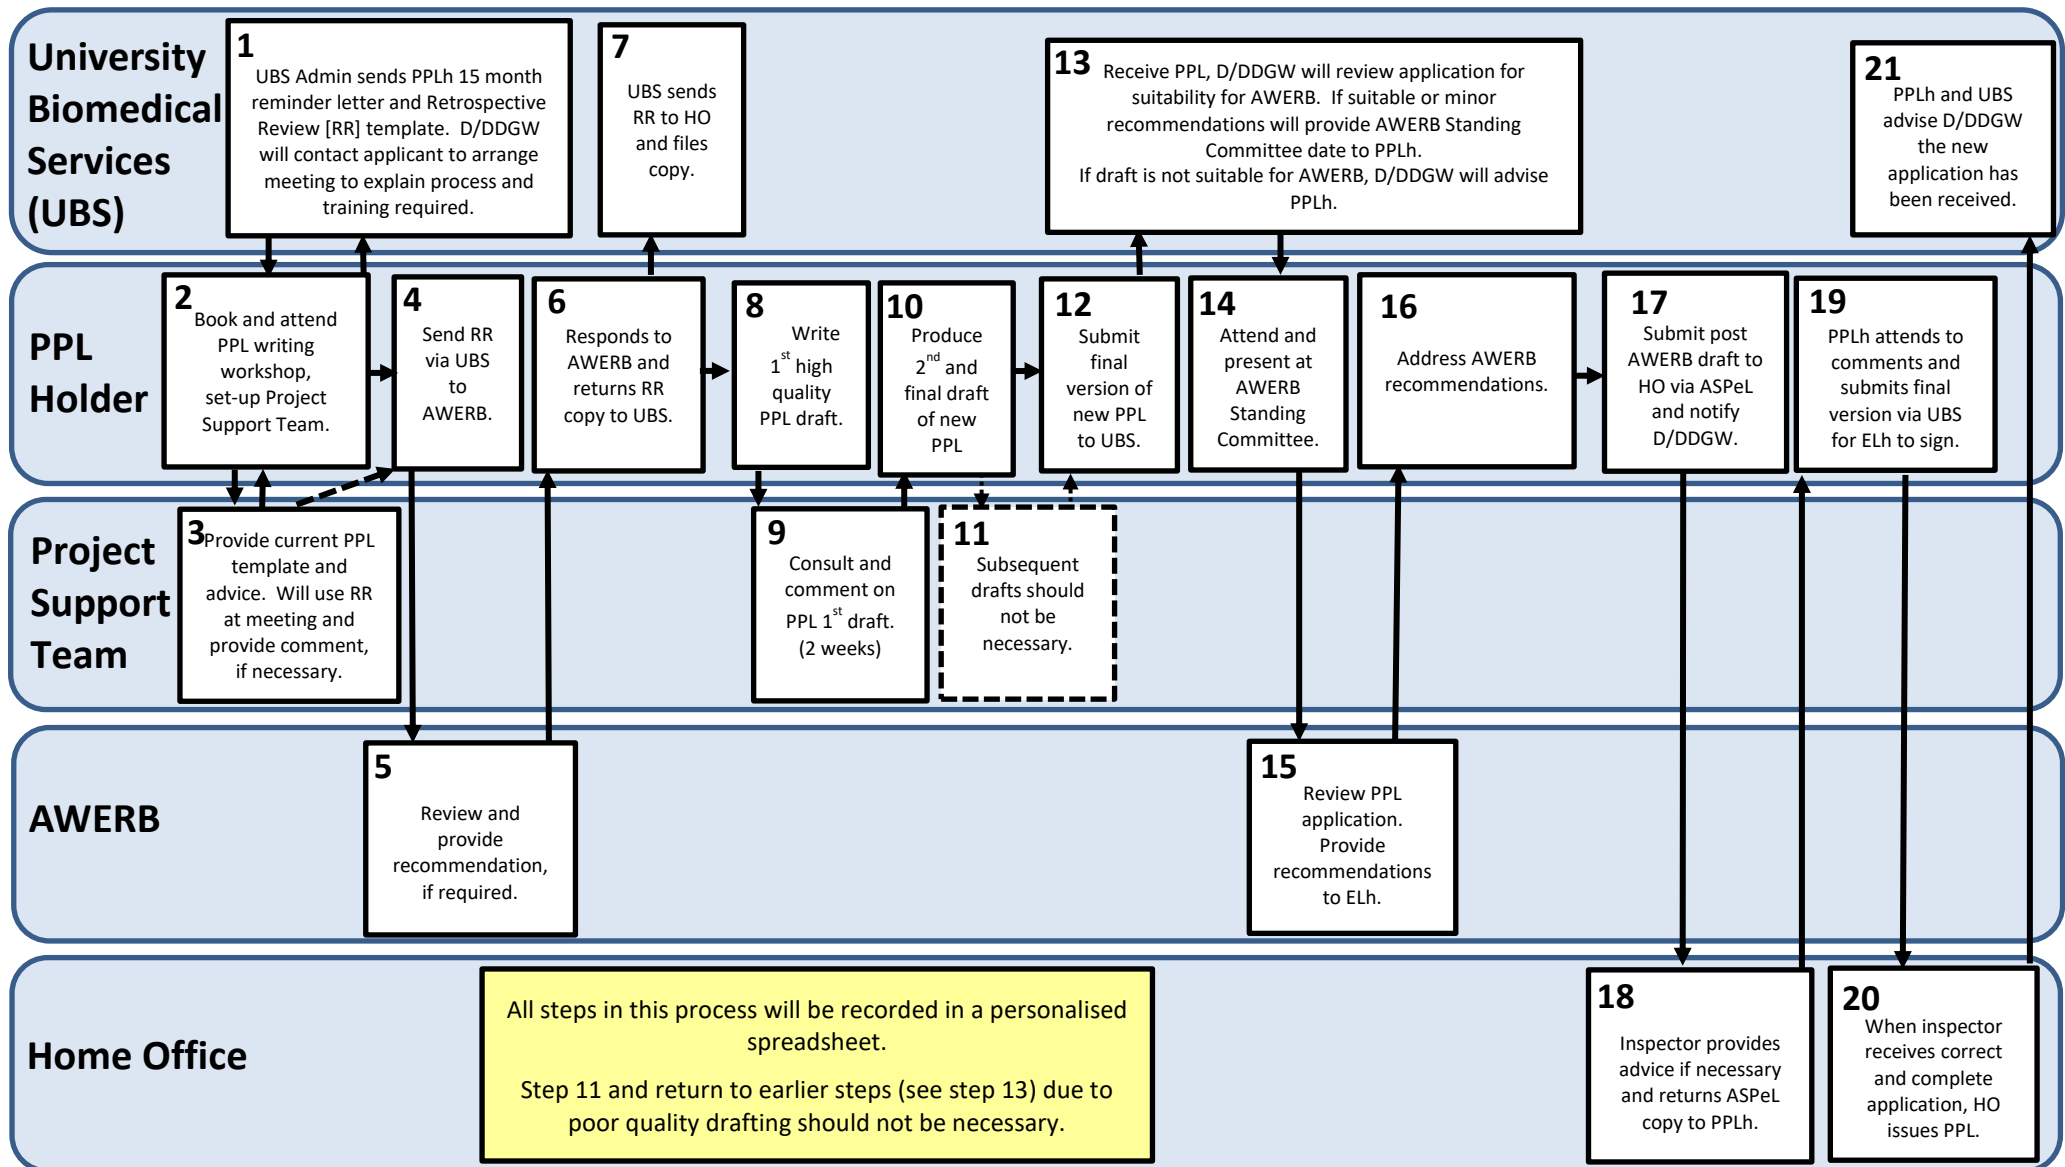 University
Biomedical
Services
(UBS)
1
UBS Admin sends PPLh 15 month
reminder letter and Retrospective
Review [RR] template.  D/DDGW
will contact applicant to arrange
meeting to explain process and
training required.
7
UBS sends
RR to HO
and files
copy.
13
Receive PPL, D/DDGW will review application for
suitability for AWERB.  If suitable or minor
recommendations will provide AWERB Standing
Committee date to PPLh.
If draft is not suitable for AWERB, D/DDGW will advise
PPLh.
21
PPLh and UBS
advise D/DDGW
the new
application has
been received.
PPL
Holder
2
Book and attend
PPL writing
workshop,
set-up Project
Support Team.
4
Send RR
via UBS
to
AWERB.
6
Responds to
AWERB and
returns RR
copy to UBS.
8
Write
1st high
quality
PPL draft.
10
Produce
2nd and
final draft
of new
PPL
12
Submit
final
version of
new PPL
to UBS.
14
Attend and
present at
AWERB
Standing
Committee.
16
Address AWERB
recommendations.
17
Submit post
AWERB draft to
HO via ASPeL
and notify
D/DDGW.
19
PPLh attends to
comments and
submits final
version via UBS
for ELh to sign.
Project
Support
Team
3
Provide current PPL
template and
advice.  Will use RR
at meeting and
provide comment,
if necessary.
9
Consult and
comment on
PPL 1st draft.
(2 weeks)
11
Subsequent
drafts should
not be
necessary.
AWERB
5
Review and
provide
recommendation,
if required.
15
Review PPL
application.
Provide
recommendations
to ELh.
Home Office
All steps in this process will be recorded in a personalised
spreadsheet.
Step 11 and return to earlier steps (see step 13) due to
poor quality drafting should not be necessary.
18
Inspector provides
advice if necessary
and returns ASPeL
copy to PPLh.
20
When inspector
receives correct
and complete
application, HO
issues PPL.